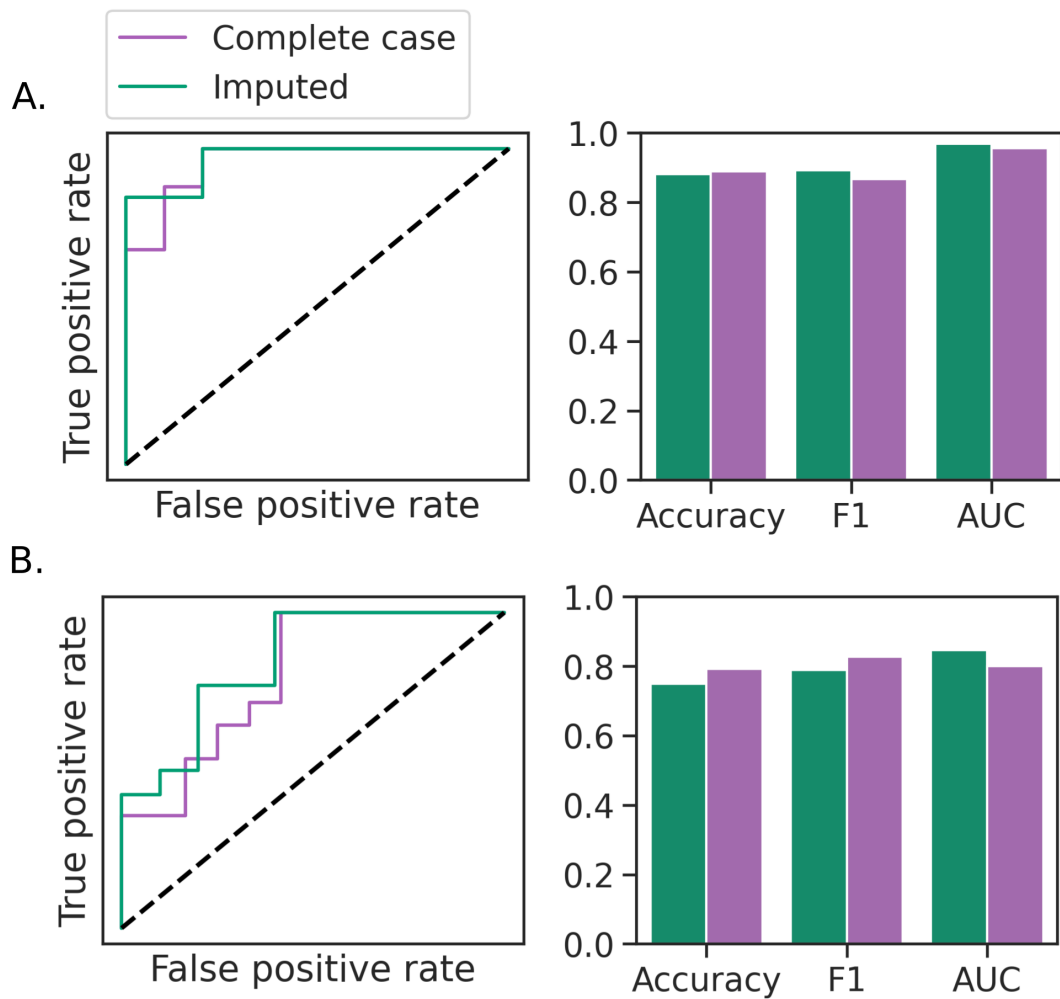 Complete case
Imputed
A.
True positive rate
False positive rate
1.0
0.8
0.6
0.4
0.2
0.0
Accuracy F1 AUC
B.
True positive rate
False positive rate
1.0
0.8
0.6
0.4
0.2
0.0
Accuracy F1 AUC